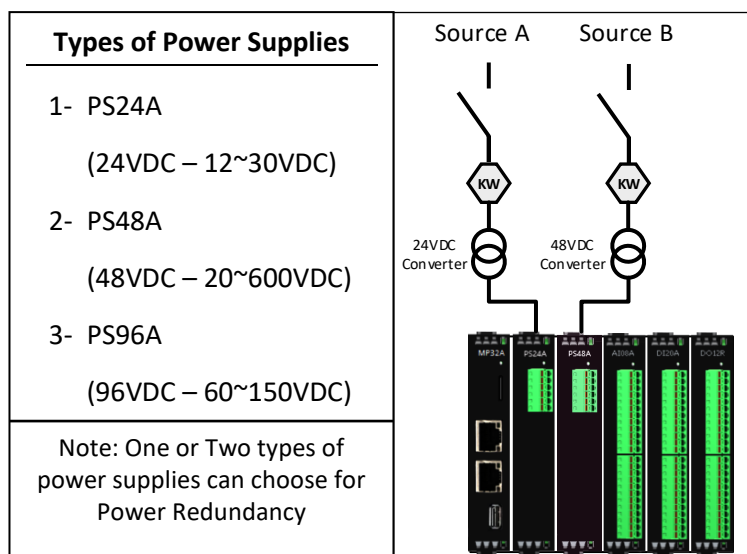 Types of Power Supplies
1- PS24A
(24VDC – 12~30VDC)
2- PS48A
(48VDC – 20~600VDC)
3- PS96A
(96VDC – 60~150VDC)
Note: One or Two types of
power supplies can choose for
Power Redundancy
Source A
Source B
KW
KW
24VDC
Converter
48VDC
Converter
MP32A
PS24A
PS48A
AI08A
DI20A
DO12R